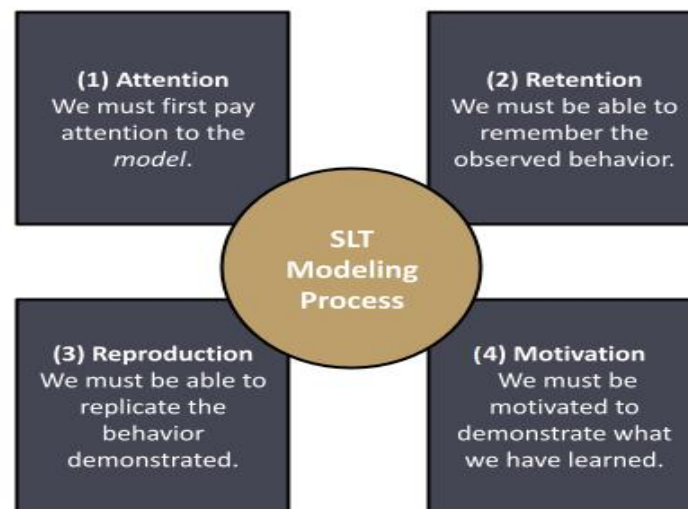 (1) Attention
We must first pay
attention to the
model.
(2) Retention
We must be able to
remember the
observed behavior.
SLT
Modeling
Process
(3) Reproduction
We must be able to
replicate the
behavior
demonstrated.
(4) Motivation
We must be
motivated to
demonstrate what
we have learned.